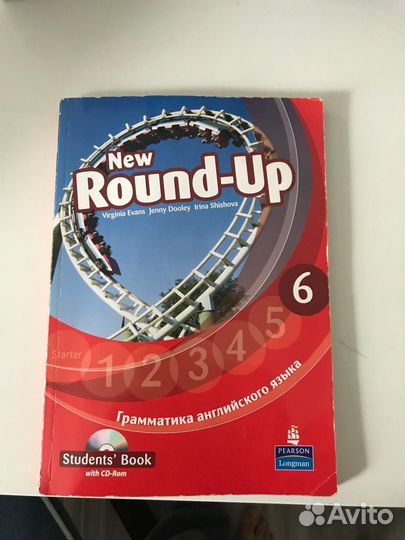 New
Round-Up
Virginia Evans Jenny Dooley Irina Shishova
6
Starter 1 2 3 4 5
Грамматика английского языка
Students' Book
with CD-Rom
PEARSON
Longman
Avito